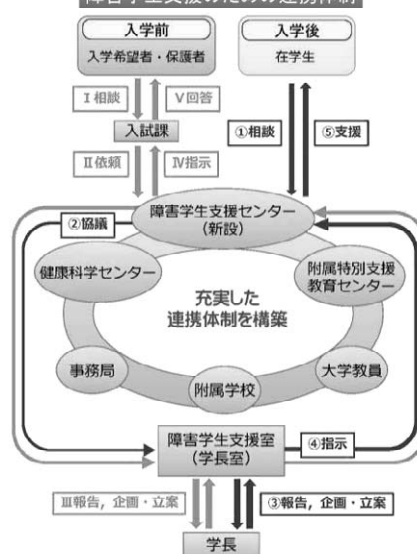 障害学生支援のための連携体制
入学前
入学希望者・保護者
入学後
在学生
Ⅰ相談
Ⅴ回答
入試課
①相談
⑤支援
Ⅱ依頼
Ⅳ指示
②協議
障害学生支援センター
(新設)
健康科学センター
附属特別支援
教育センター
充実した
連携体制を構築
事務局
附属学校
大学教員
障害学生支援室
(学長室)
④指示
Ⅲ報告, 企画・立案
③報告, 企画・立案
学長